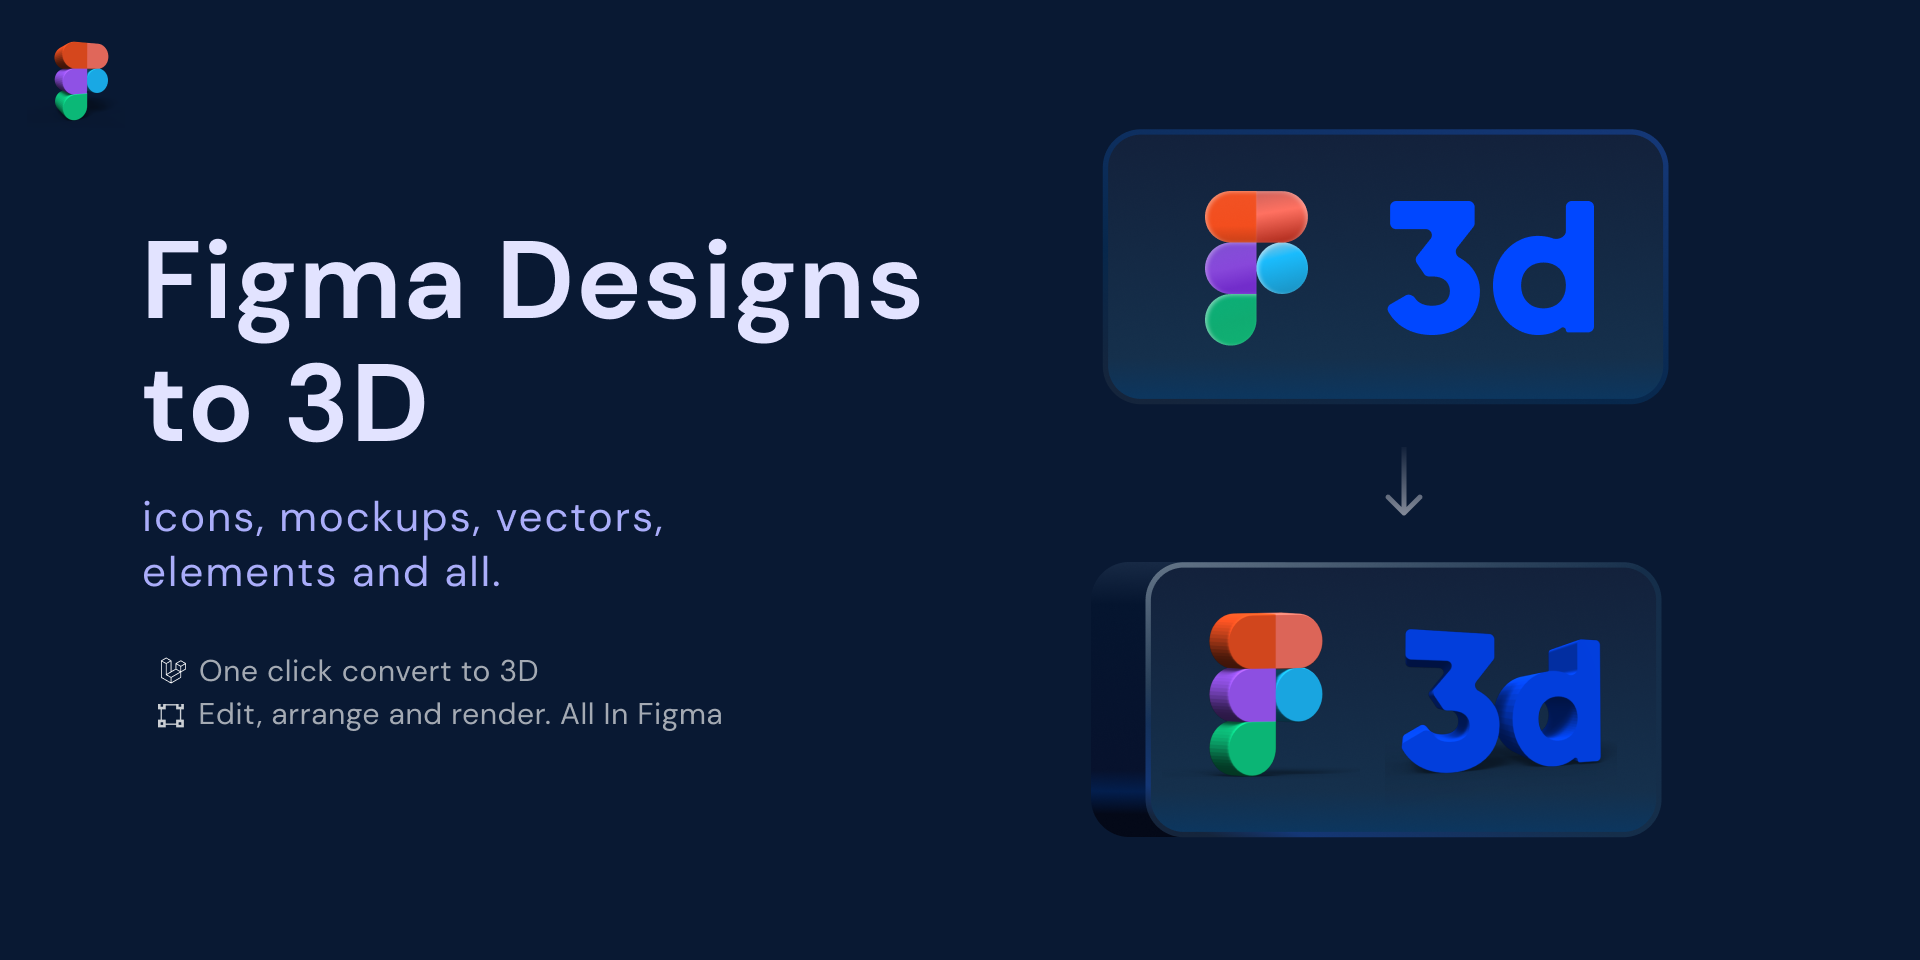 Figma Designs
to 3D
icons, mockups, vectors,
elements and all.
One click convert to 3D
Edit, arrange and render. All In Figma
3d
3d